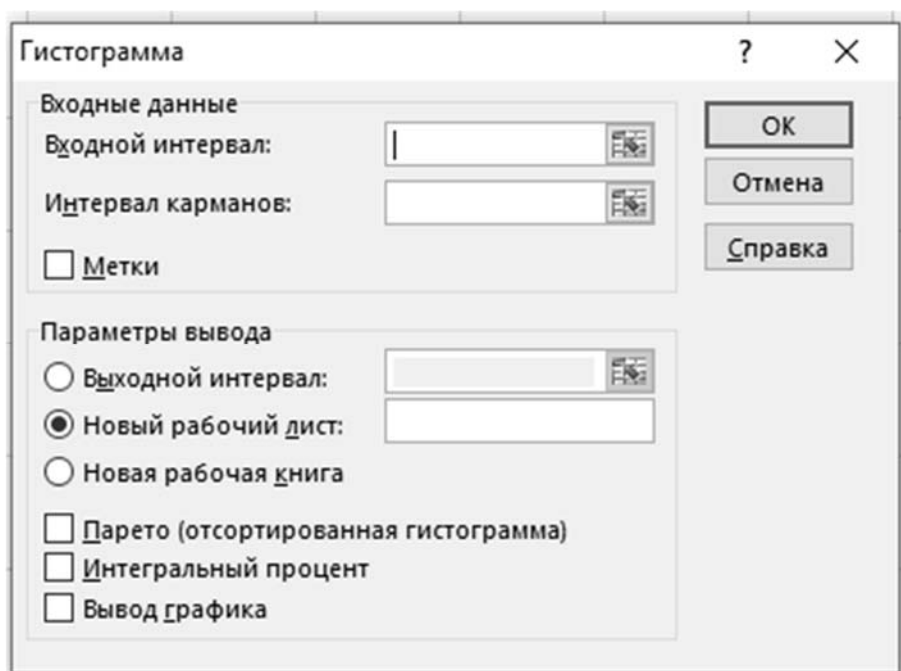 Гистограмма ?
Входные данные
Входной интервал:
Интервал карманов:
Метки
ОК
Отмена
Справка
Параметры вывода
Выходной интервал:
Новый рабочий лист:
Новая рабочая книга
Парето (отсортированная гистограмма)
Интегральный процент
Вывод графика